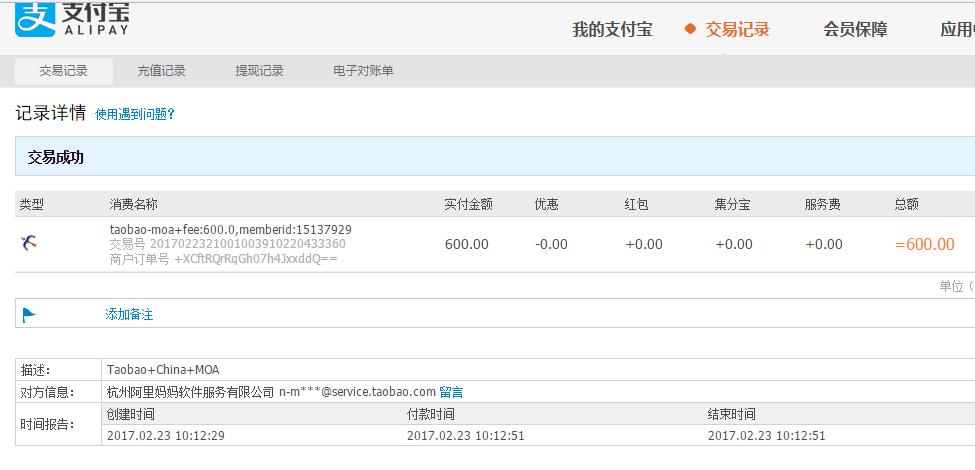 支付宝
ALIPAY
我的支付宝 交易记录 会员保障 应用
交易记录 充值记录 提现记录 电子对账单
记录详情 使用遇到问题?
交易成功
类型 消费名称 实付金额 优惠 红包 集分宝 服务费 总额
taobao-moa+fee:600.0,memberid:15137929
交易号 2017022321001003910220433360
600.00 -0.00 +0.00 +0.00 +0.00 =600.00
商户订单号 +XCftRQrRqGh07h4JxxddQ==
单位(
添加备注
描述: Taobao+China+MOA
对方信息: 杭州阿里妈妈软件服务有限公司 n-m***@service.taobao.com 留言
时间报告: 创建时间 付款时间 结束时间
2017.02.23 10:12:29 2017.02.23 10:12:51 2017.02.23 10:12:51